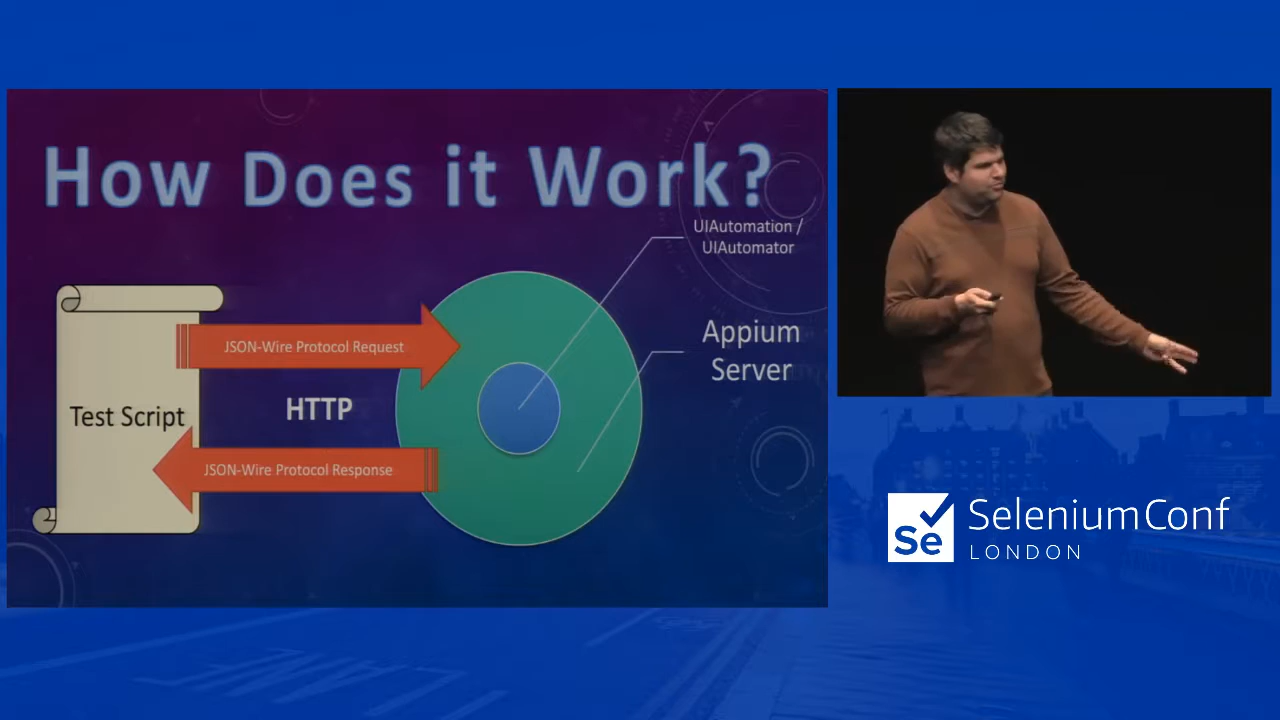 How Does it Work?
UIAutomation /
UIAutomator
JSON-Wire Protocol Request
Appium
Server
Test Script
HTTP
JSON-Wire Protocol Response
Se
SeleniumConf
LONDON